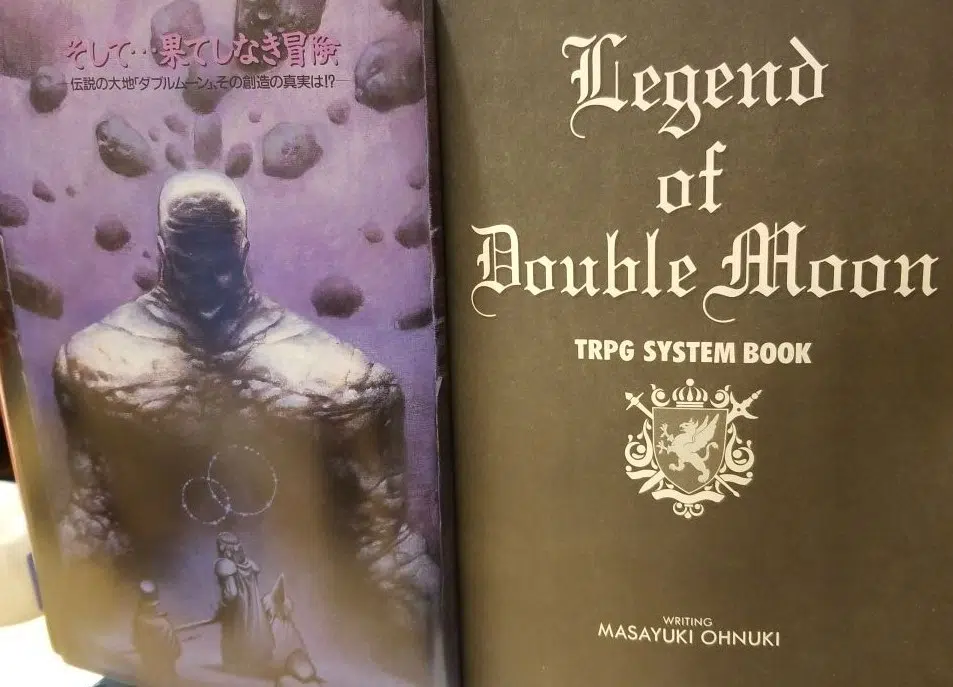 そして…果てしなき冒険
―伝説の大地「ダブルムーン」、その創造の真実は!?―
Legend
of
Double Moon
TRPG SYSTEM BOOK
WRITING
MASAYUKI OHNUKI